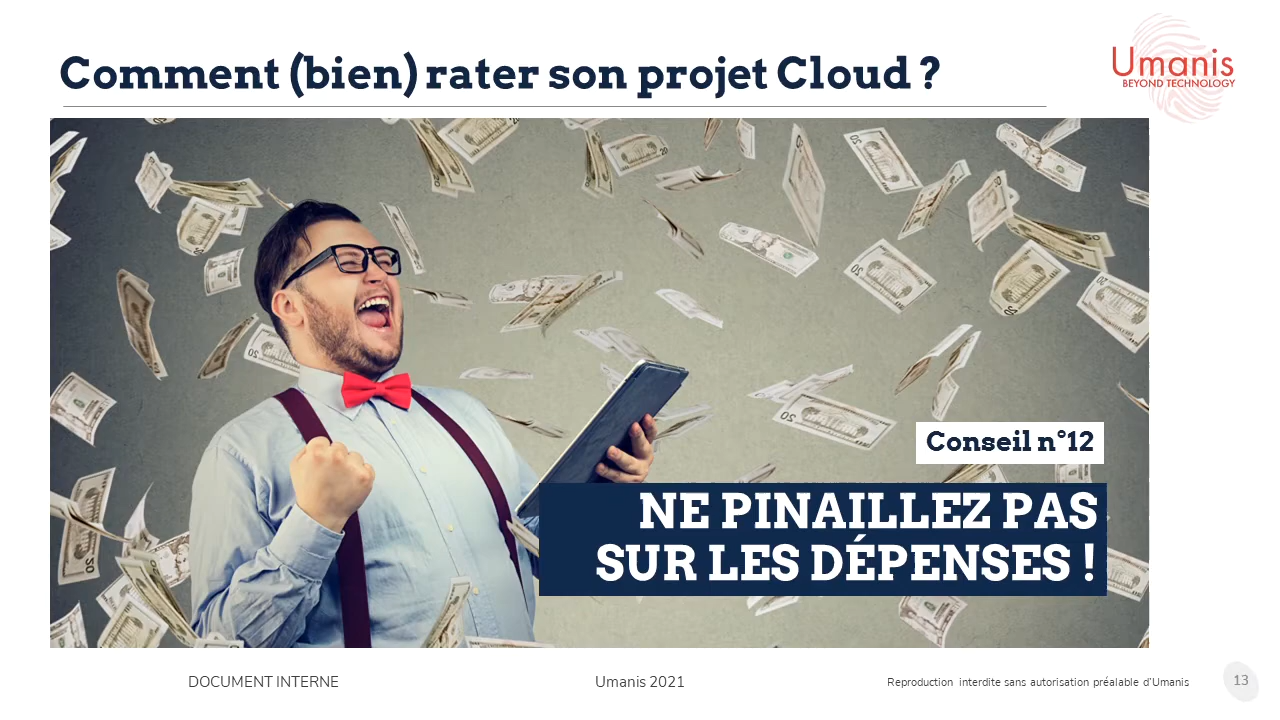 Comment (bien) rater son projet Cloud ?
Umanis
BEYOND TECHNOLOGY
Conseil n°12
NE PINAILLEZ PAS
SUR LES DÉPENSES !
DOCUMENT INTERNE
Umanis 2021
Reproduction interdite sans autorisation préalable d'Umanis
13